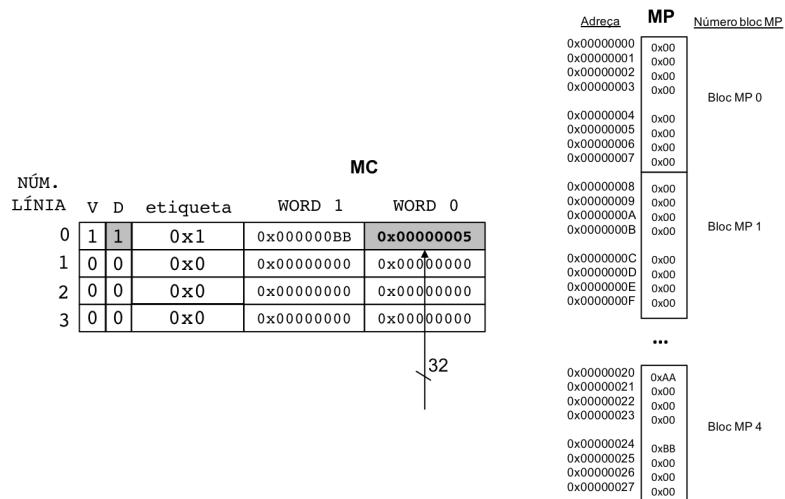 MC
NÚM.
LÍNIA V D etiqueta WORD 1 WORD 0
0 1 1 0x1 0x000000BB 0x00000005
1 0 0 0x0 0x00000000 0x00000000
2 0 0 0x0 0x00000000 0x00000000
3 0 0 0x0 0x00000000 0x00000000
32
Adreça MP Número bloc MP
0x00000000 0x00
0x00000001 0x00
0x00000002 0x00
0x00000003 0x00
Bloc MP 0
0x00000004 0x00
0x00000005 0x00
0x00000006 0x00
0x00000007 0x00
0x00000008 0x00
0x00000009 0x00
0x0000000A 0x00
0x0000000B 0x00
Bloc MP 1
0x0000000C 0x00
0x0000000D 0x00
0x0000000E 0x00
0x0000000F 0x00
...
0x00000020 0xAA
0x00000021 0x00
0x00000022 0x00
0x00000023 0x00
Bloc MP 4
0x00000024 0xBB
0x00000025 0x00
0x00000026 0x00
0x00000027 0x00